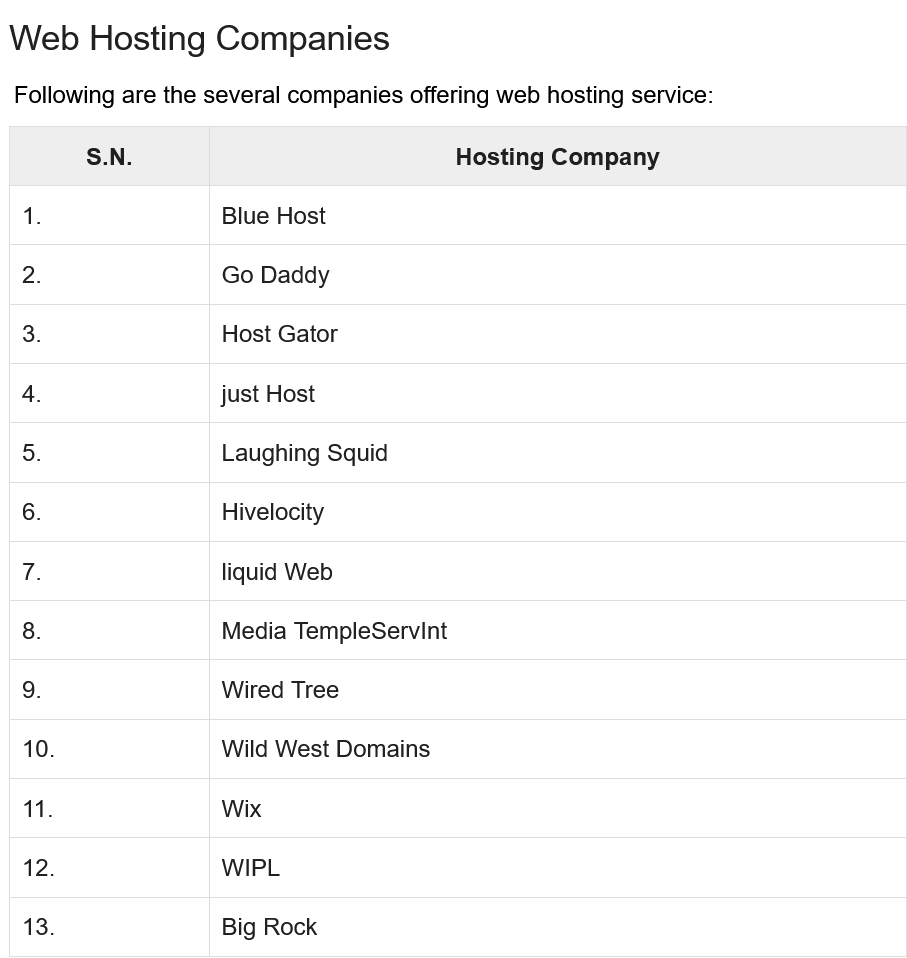 Web Hosting Companies
Following are the several companies offering web hosting service:
S.N. Hosting Company
1. Blue Host
2. Go Daddy
3. Host Gator
4. just Host
5. Laughing Squid
6. Hivelocity
7. liquid Web
8. Media TempleServInt
9. Wired Tree
10. Wild West Domains
11. Wix
12. WIPL
13. Big Rock